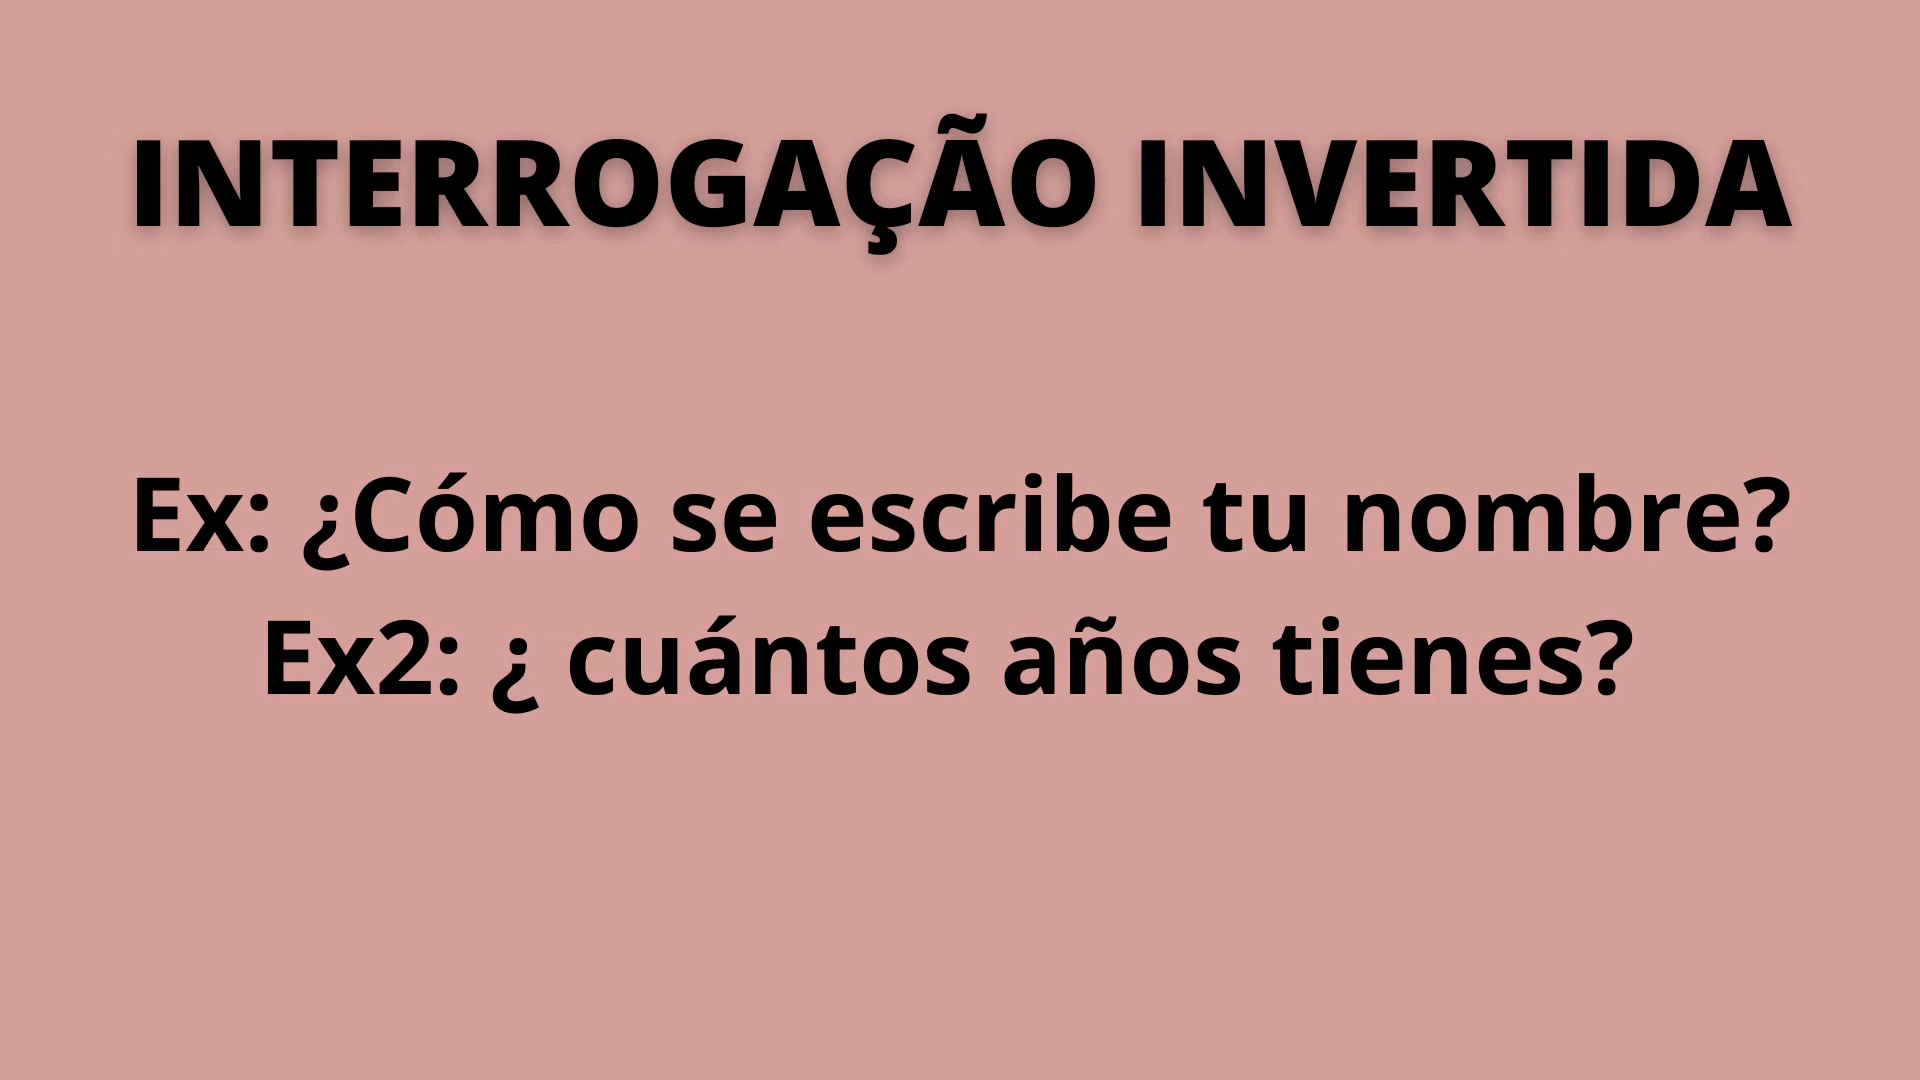 INTERROGAÇÃO INVERTIDA
Ex: ¿Cómo se escribe tu nombre?
Ex2: ¿ cuántos años tienes?